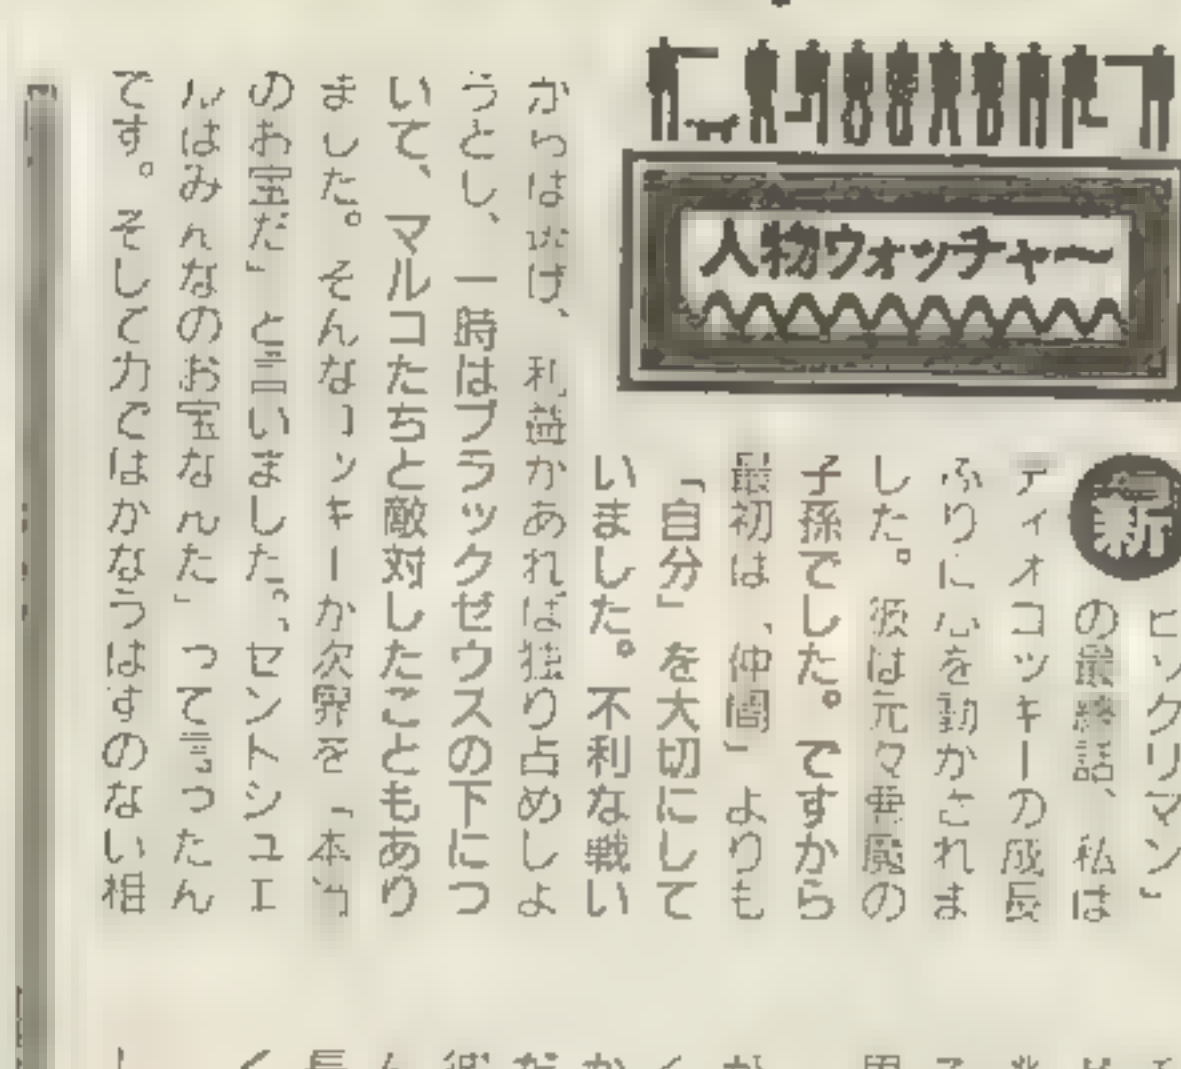 人物ウォッチャー
新ビックリマン」
の最終話、私は
ティオコッキーの成長
ふりに心を動かされま
した。彼は元々悪魔の
子孫でした。ですから
最初は、「仲間」よりも
「自分」を大切にして
いました。不利な戦い
からは逃げ、利益があれば独り占めしよ
うとし、一時はブラックゼウスの下につ
いて、マルコたちと敵対したこともあり
ました。そんなコッキーが次界を「本当
のお宝だ」と言いました。セントシュエ
んはみんなのお宝なんだ」って言ったん
です。そして力ではかなうはずのない相